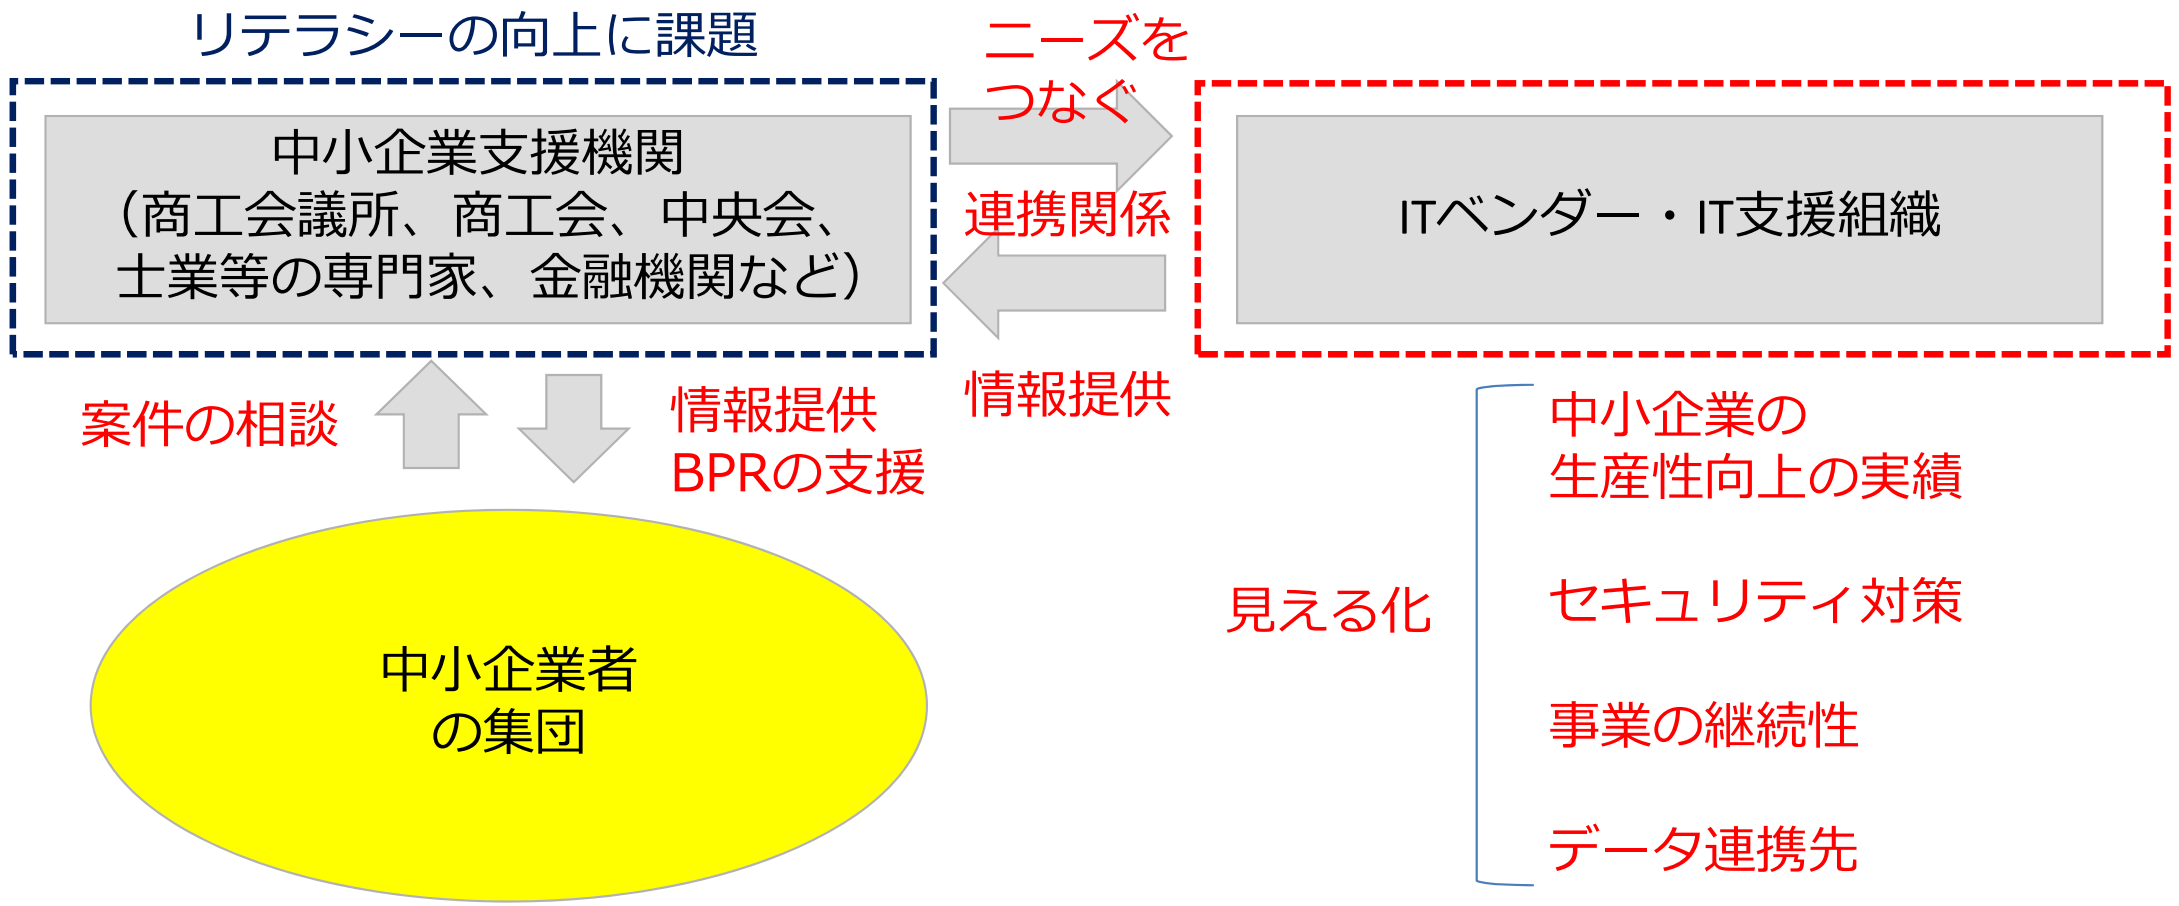 リテラシーの向上に課題
中小企業支援機関
（商工会議所、商工会、中央会、
士業等の専門家、金融機関など）
ニーズを
つなぐ
連携関係
情報提供
ITベンダー・IT支援組織
案件の相談
情報提供
BPRの支援
中小企業者
の集団
見える化
中小企業の
生産性向上の実績
セキュリティ対策
事業の継続性
データ連携先